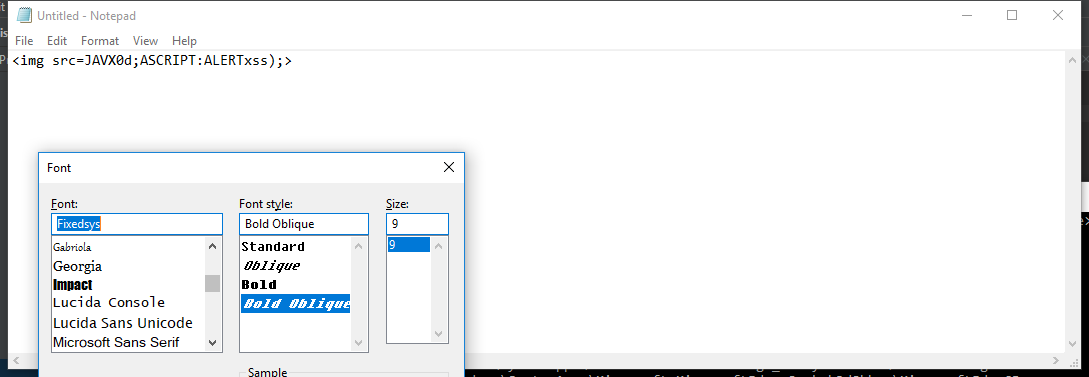 Untitled - Notepad
File Edit Format View Help
<img src=JAVX0d;ASCRIPT:ALERTxss);>
Font
Font: Font style: Size:
Fixedsys Bold Oblique 9
Gabriola Standard 9
Georgia Oblique
Impact Bold
Lucida Console Bold Oblique
Lucida Sans Unicode
Microsoft Sans Serif
Sample